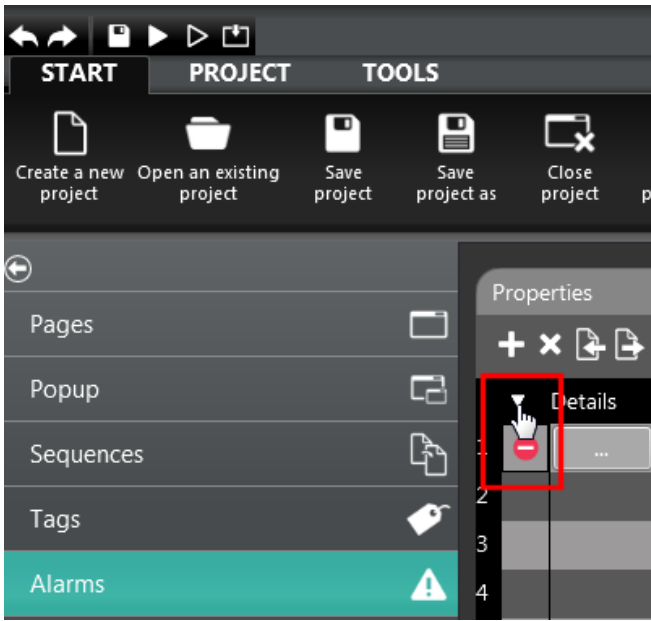 START PROJECT TOOLS
Create a new project
Open an existing project
Save project
Save project as
Close project
Properties
Pages
Popup
Details
1 ...
Sequences
2
Tags
3
Alarms
4